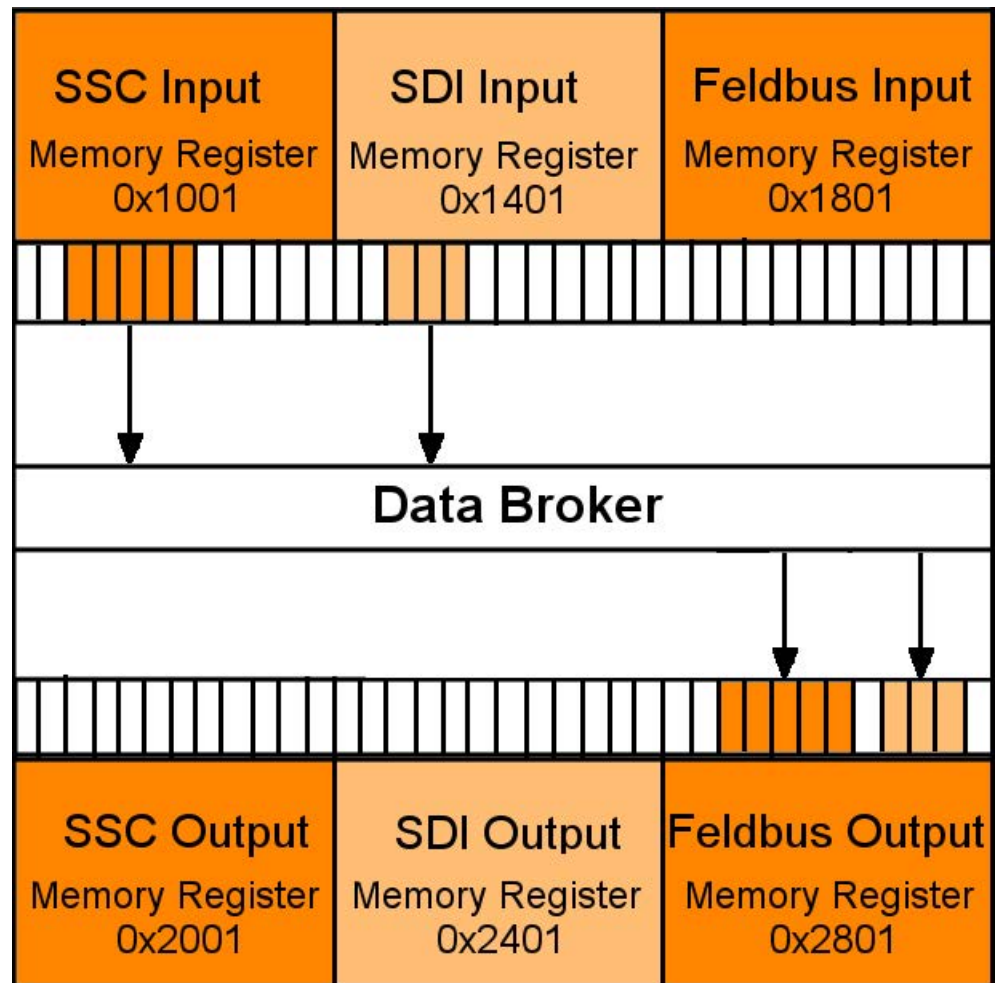 SSC Input
Memory Register
0x1001
SDI Input
Memory Register
0x1401
Feldbus Input
Memory Register
0x1801
Data Broker
SSC Output
Memory Register
0x2001
SDI Output
Memory Register
0x2401
Feldbus Output
Memory Register
0x2801